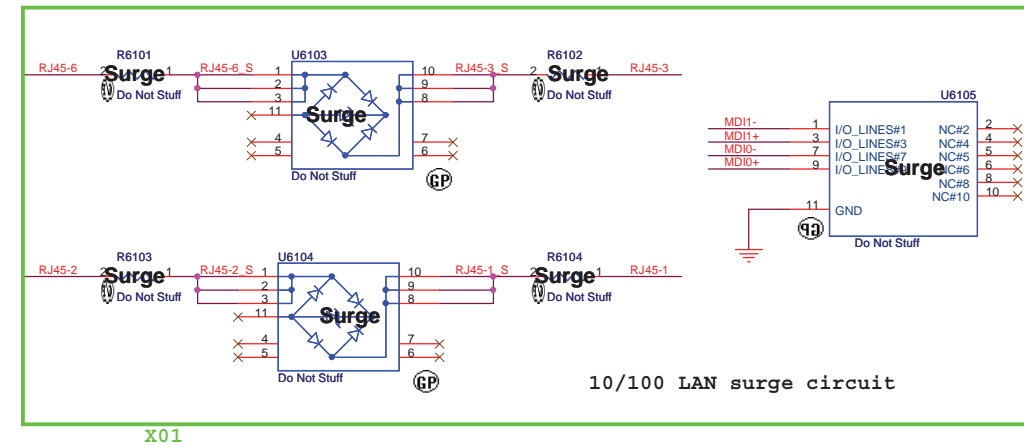 R6101
U6103
R6102
RJ45-6 2 Surge 1 RJ45-6_S 1 10 RJ45-3_S 2 Surge 1 RJ45-3
Do Not Stuff 2 9 Do Not Stuff
3 8
11 Surge
4 7
5 6
Do Not Stuff
GP
U6105
MDI1- 1 I/O_LINES#1 NC#2 2
MDI1+ 3 I/O_LINES#3 NC#4 4
MDI0- 7 I/O_LINES#7 NC#5 5
MDI0+ 9 I/O_LINES Surge NC#6 6
NC#8 8
NC#10 10
11 GND
GP
Do Not Stuff
R6103
U6104
R6104
RJ45-2 2 Surge 1 RJ45-2_S 1 10 RJ45-1_S 2 Surge 1 RJ45-1
Do Not Stuff 2 9 Do Not Stuff
3 8
11 Surge
4 7
5 6
Do Not Stuff
GP
10/100 LAN surge circuit
X01